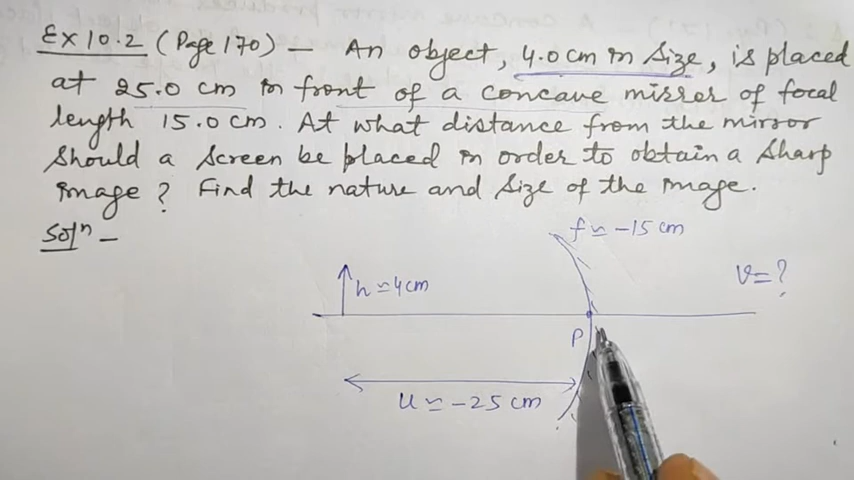 Ex 10.2 (Page 170) - An object, 4.0 cm in size, is placed
at 25.0 cm in front of a concave mirror of focal
length 15.0 cm. At what distance from the mirror
should a screen be placed in order to obtain a sharp
image? Find the nature and size of the image.
Solⁿ -
f = -15 cm
h = 4cm
v = ?
P
u = -25 cm